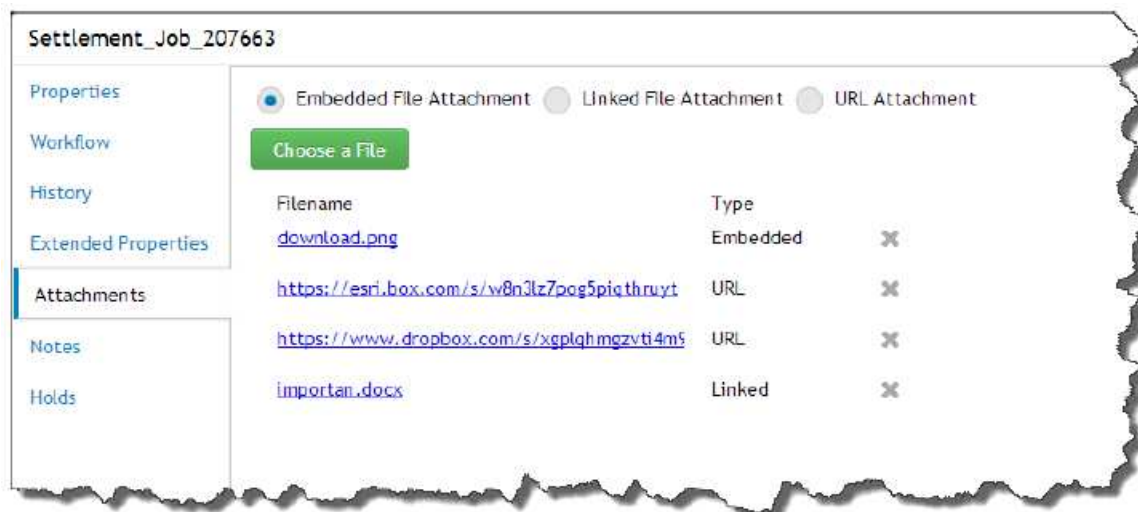 Settlement_Job_207663
Properties
Embedded File Attachment Linked File Attachment URL Attachment
Workflow
Choose a File
History
Filename Type
Extended Properties
download.png Embedded
Attachments
https://esri.box.com/s/w8n3lz7pog5piqthruyt URL
Notes
https://www.dropbox.com/s/xgplqhmgzvti4m9 URL
Holds
importan.docx Linked